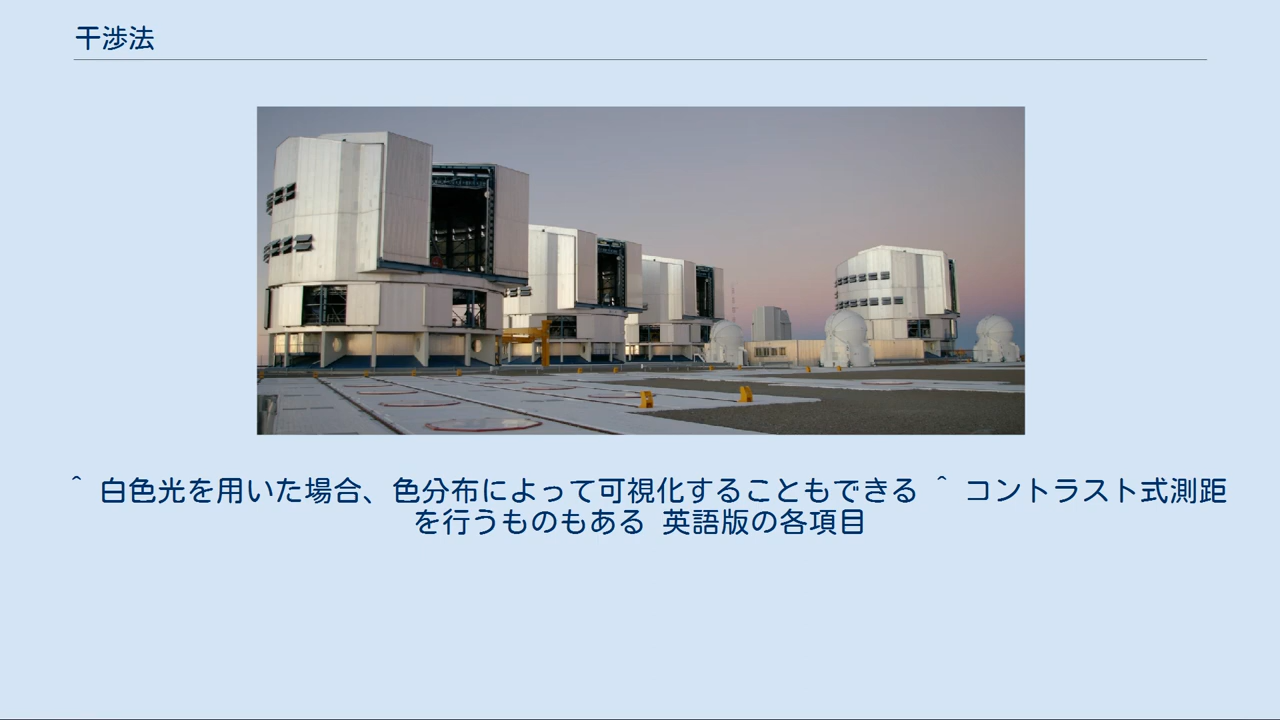 干渉法
＾ 白色光を用いた場合、色分布によって可視化することもできる ＾ コントラスト式測距
を行うものもある 英語版の各項目